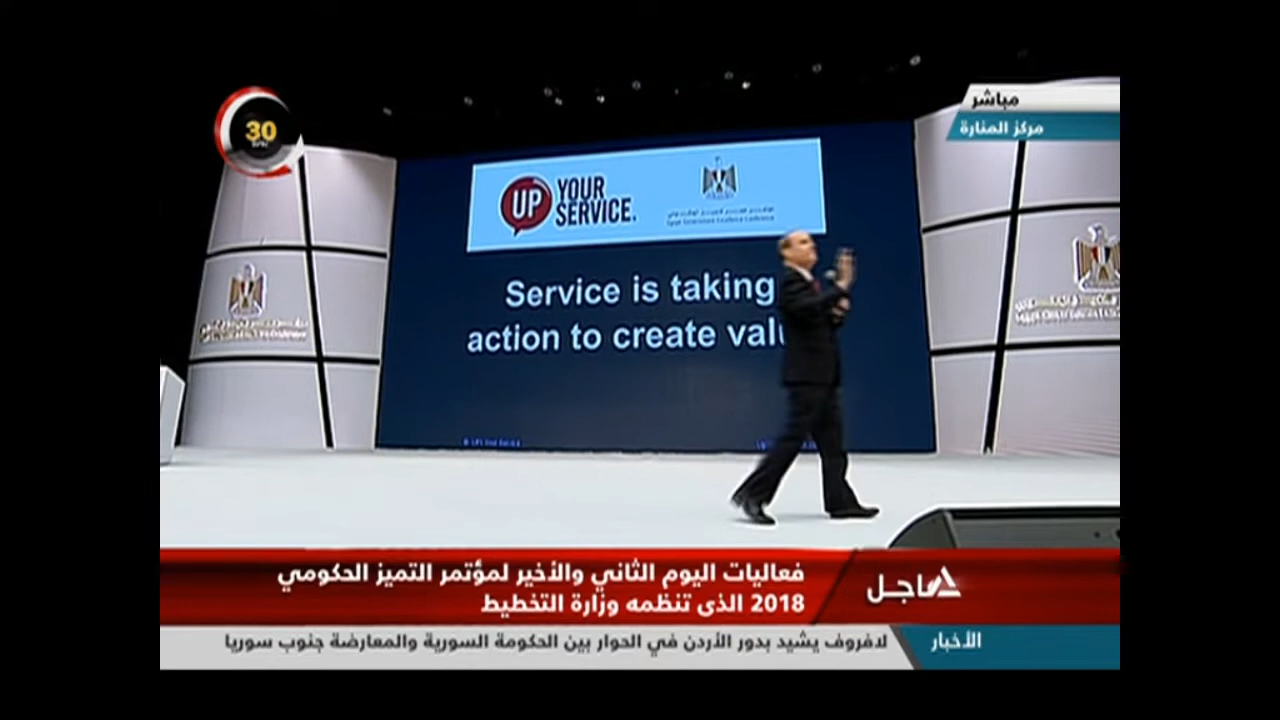 مباشر
مركز المنارة
30
UP
YOUR
SERVICE.
Service is taking
action to create valu
فعاليات اليوم الثاني والأخير لمؤتمر التميز الحكومي
2018 الذى تنظمه وزارة التخطيط
عاجل
الأخبار
لافروف يشيد بدور الأردن في الحوار بين الحكومة السورية والمعارضة جنوب سوريا